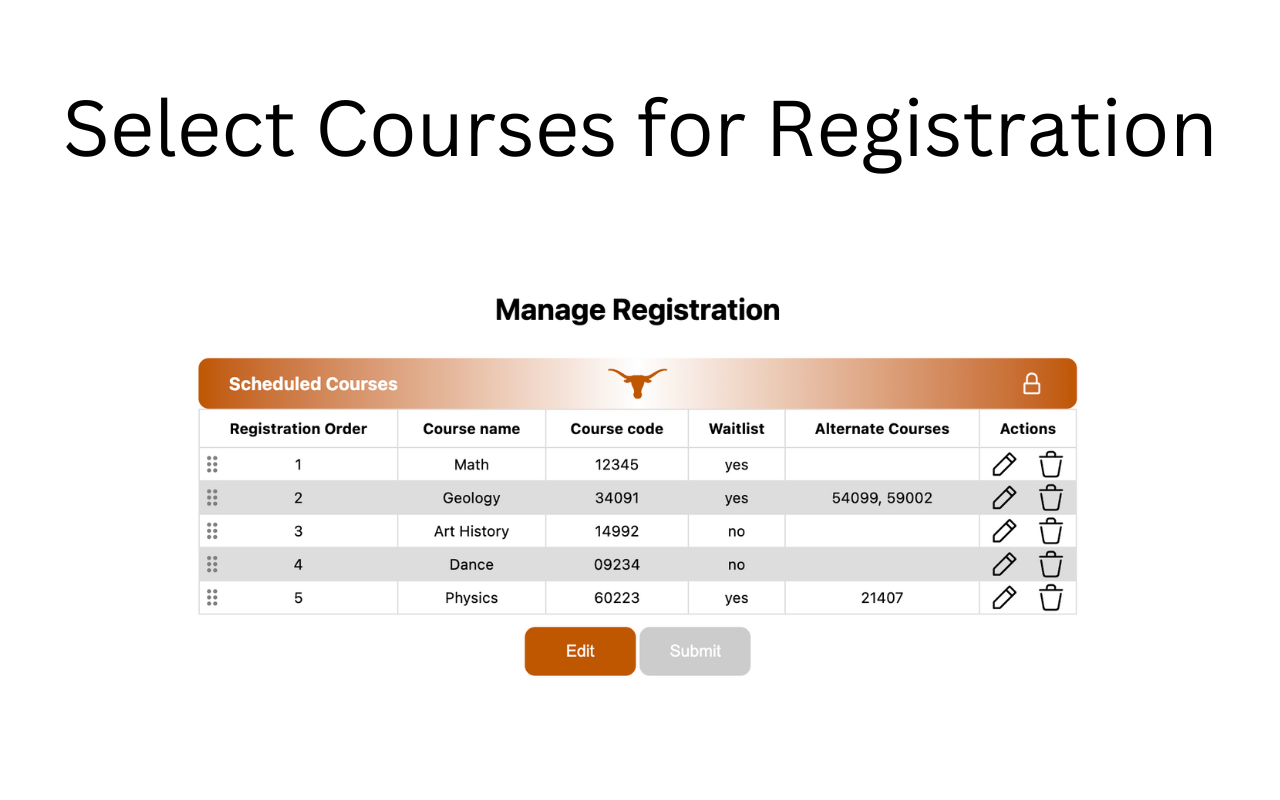 Select Courses for Registration
Manage Registration
Scheduled Courses
Registration Order Course name Course code Waitlist Alternate Courses Actions
1 Math 12345 yes
2 Geology 34091 yes 54099, 59002
3 Art History 14992 no
4 Dance 09234 no
5 Physics 60223 yes 21407
Edit Submit